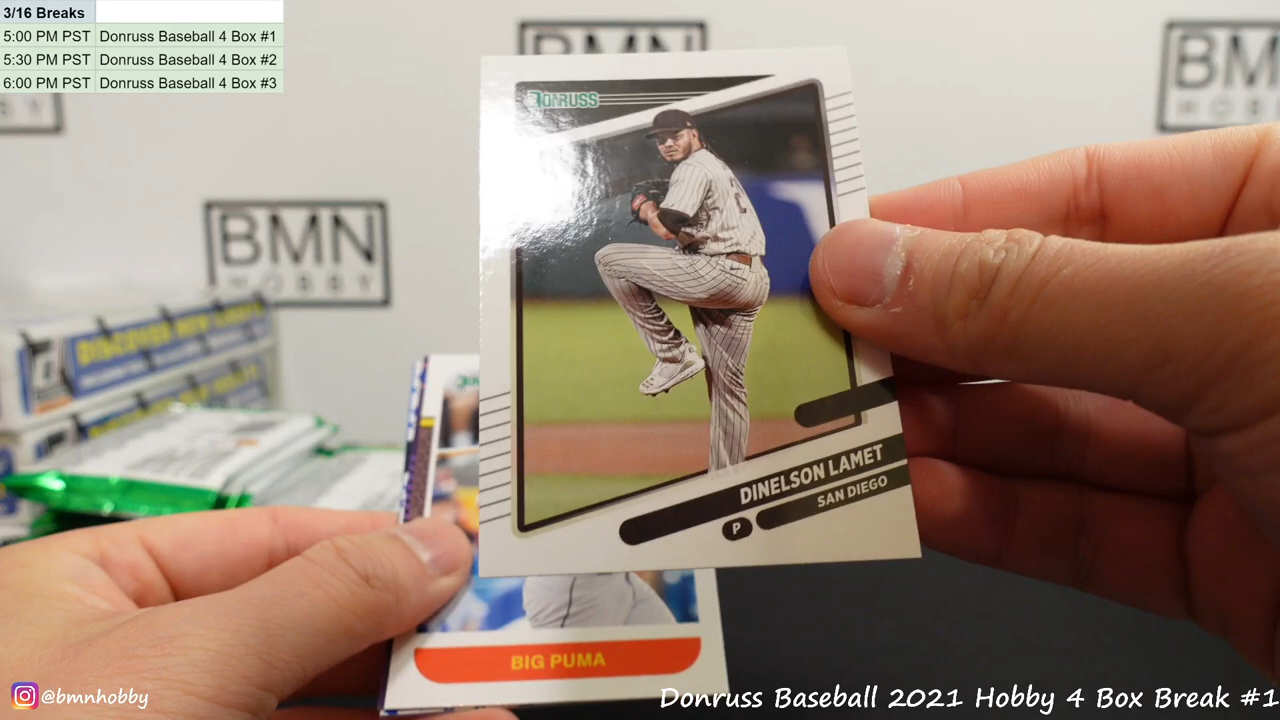 3/16 Breaks
5:00 PM PST Donruss Baseball 4 Box #1
5:30 PM PST Donruss Baseball 4 Box #2
6:00 PM PST Donruss Baseball 4 Box #3
BMN
BMN
HOBBY
BMN
HOBBY
DONRUSS
DINELSON LAMET
P SAN DIEGO
BIG PUMA
@bmnhobby
Donruss Baseball 2021 Hobby 4 Box Break #1